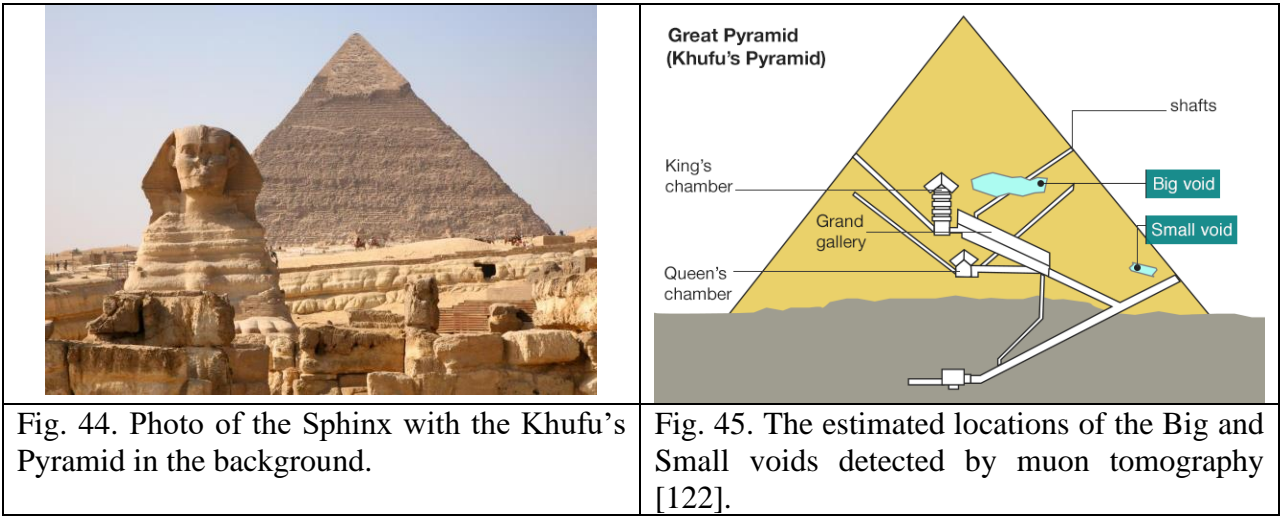 Great Pyramid
(Khufu's Pyramid)
shafts
King's
chamber
Big void
Grand
gallery
Small void
Queen's
chamber
Fig. 44. Photo of the Sphinx with the Khufu's
Pyramid in the background.
Fig. 45. The estimated locations of the Big and
Small voids detected by muon tomography
[122].